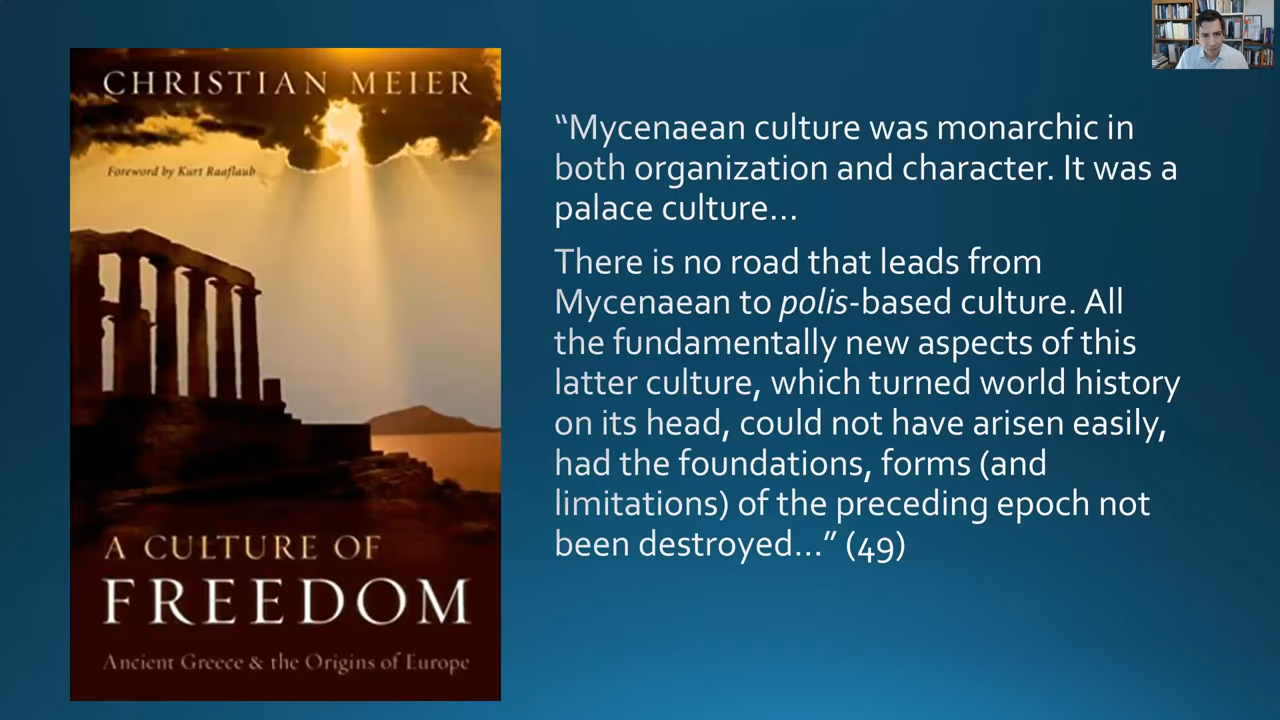 CHRISTIAN MEIER
Foreword by Kurt Raaflaub
A CULTURE OF
FREEDOM
Ancient Greece & the Origins of Europe
“Mycenaean culture was monarchic in
both organization and character. It was a
palace culture…
There is no road that leads from
Mycenaean to polis-based culture. All
the fundamentally new aspects of this
latter culture, which turned world history
on its head, could not have arisen easily,
had the foundations, forms (and
limitations) of the preceding epoch not
been destroyed…” (49)